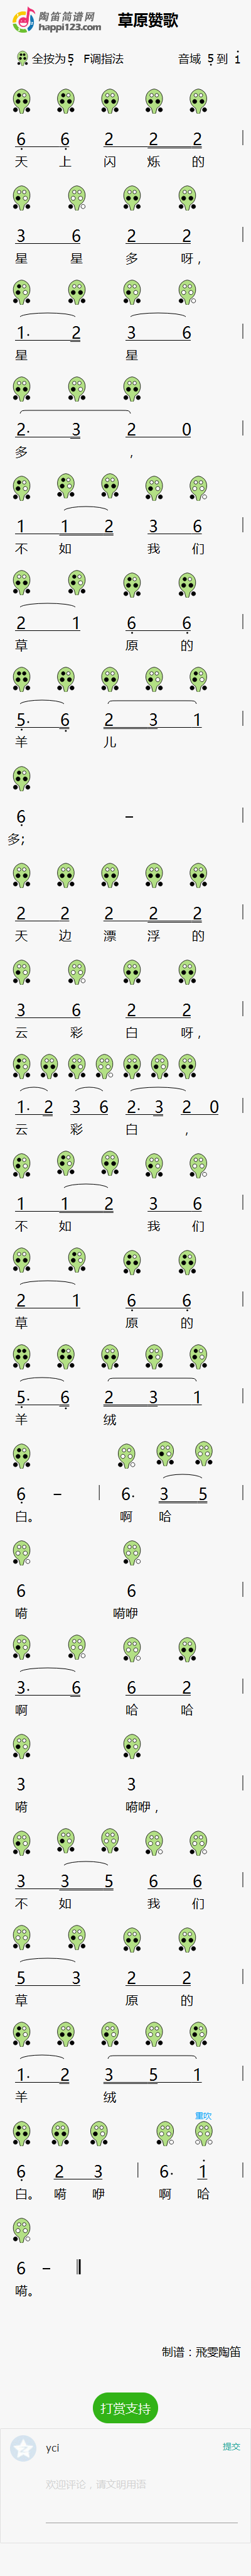 陶笛简谱网 草原赞歌
happi123.com
全按为5̣ F调指法 音域 5̣ 到 i
6̣ 6̣ 2 2 2 |
天 上 闪 烁 的
3 6 2 2 |
星 星 多 呀，
1· 2 3 6 |
星 星
2· 3 2 0 |
多 ，
1 1 2 3 6 |
不 如 我 们
2 1 6̣ 6̣ |
草 原 的
5̣· 6̣ 2 3 1 |
羊 儿
6̣ – |
多；
2 2 2 2 2 |
天 边 漂 浮 的
3 6 2 2 |
云 彩 白 呀，
1· 2 3 6 2· 3 2 0 |
云 彩 白 ，
1 1 2 3 6 |
不 如 我 们
2 1 6̣ 6̣ |
草 原 的
5̣· 6̣ 2 3 1 |
羊 绒
6̣ – | 6· 3 5 |
白。 啊 哈
6 6 |
嗬 嗬咿
3· 6 6 2 |
啊 哈 哈
3 3 |
嗬 嗬咿，
3 3 5 6 6 |
不 如 我 们
5 3 2 2 |
草 原 的
1· 2 3 5 1 |
羊 绒
重吹
6̣ 2 3 | 6· i |
白。 嗬 咿 啊 哈
6 – ‖
嗬。
制谱：飛雯陶笛
打赏支持
yci 提交
欢迎评论，请文明用语